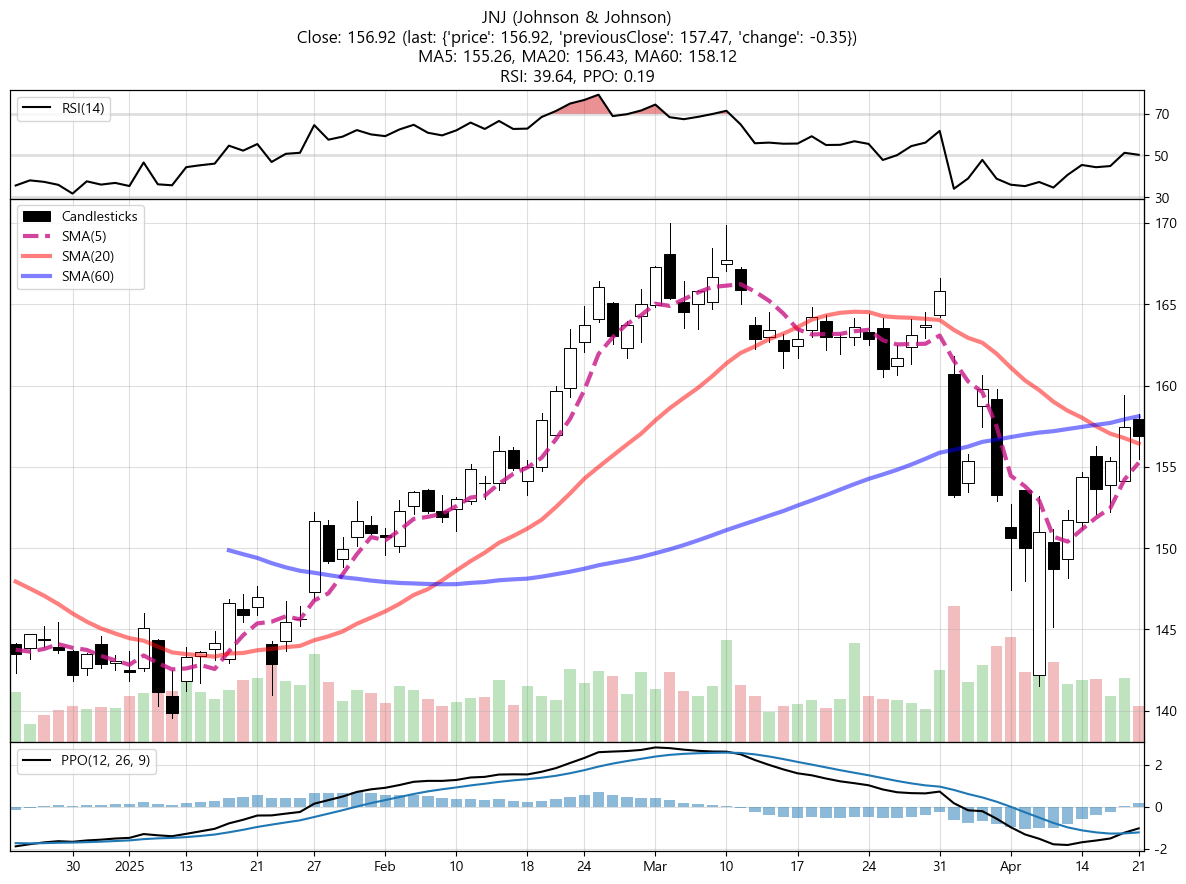 JNJ (Johnson & Johnson)
Close: 156.92 (last: {'price': 156.92, 'previousClose': 157.47, 'change': -0.35})
MA5: 155.26, MA20: 156.43, MA60: 158.12
RSI: 39.64, PPO: 0.19
RSI(14)
70
50
30
Candlesticks
SMA(5)
SMA(20)
SMA(60)
170
165
160
155
150
145
140
PPO(12, 26, 9)
2
0
-2
30 2025 13 21 27 Feb 10 18 24 Mar 10 17 24 31 Apr 14 21